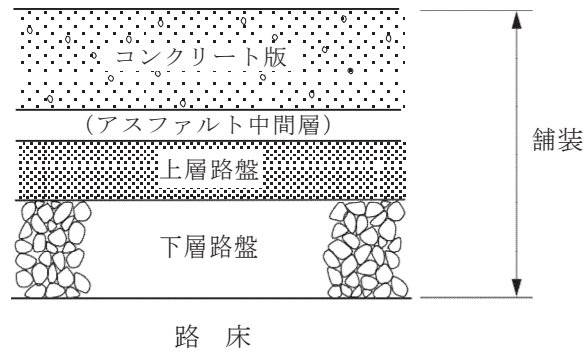 コンクリート版
(アスファルト中間層)
舗装
上層路盤
下層路盤
路床